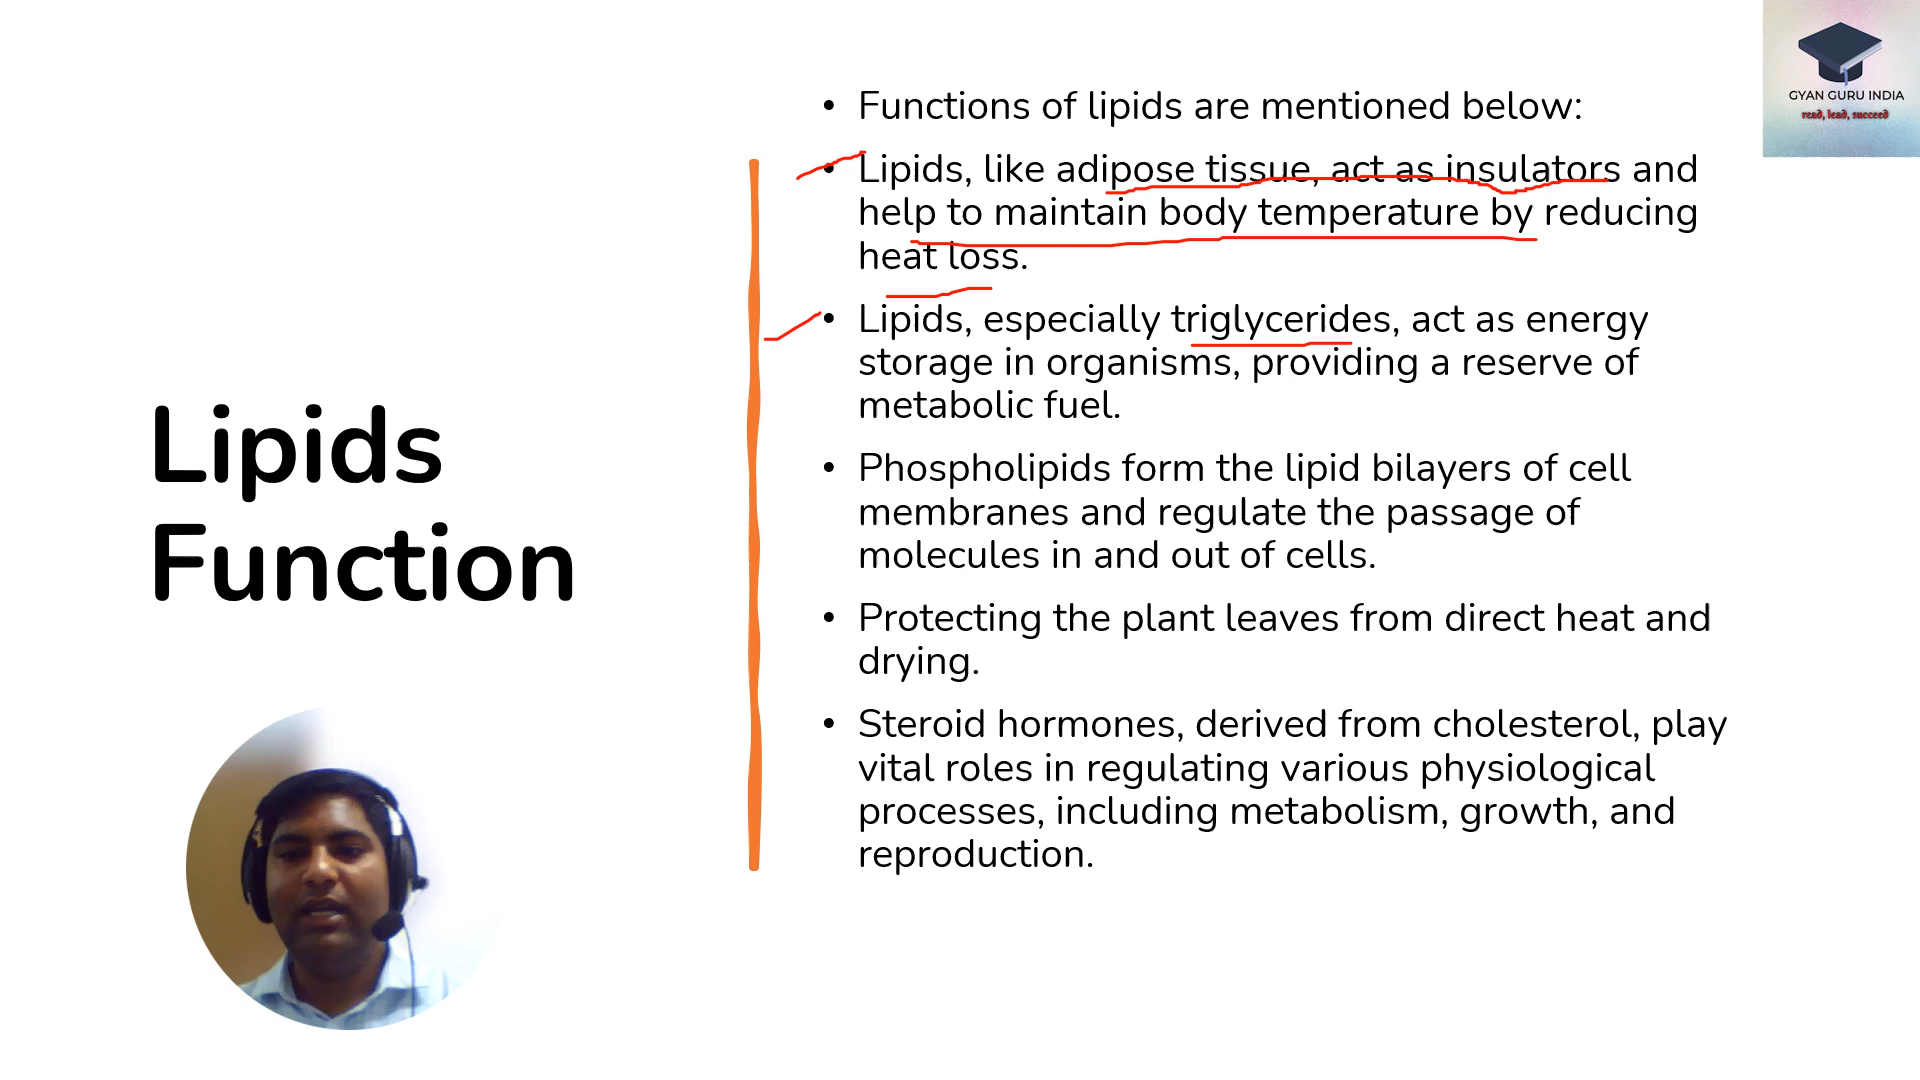 GYAN GURU INDIA
read, lead, succeed
Lipids
Function
• Functions of lipids are mentioned below:
• Lipids, like adipose tissue, act as insulators and
help to maintain body temperature by reducing
heat loss.
• Lipids, especially triglycerides, act as energy
storage in organisms, providing a reserve of
metabolic fuel.
• Phospholipids form the lipid bilayers of cell
membranes and regulate the passage of
molecules in and out of cells.
• Protecting the plant leaves from direct heat and
drying.
• Steroid hormones, derived from cholesterol, play
vital roles in regulating various physiological
processes, including metabolism, growth, and
reproduction.